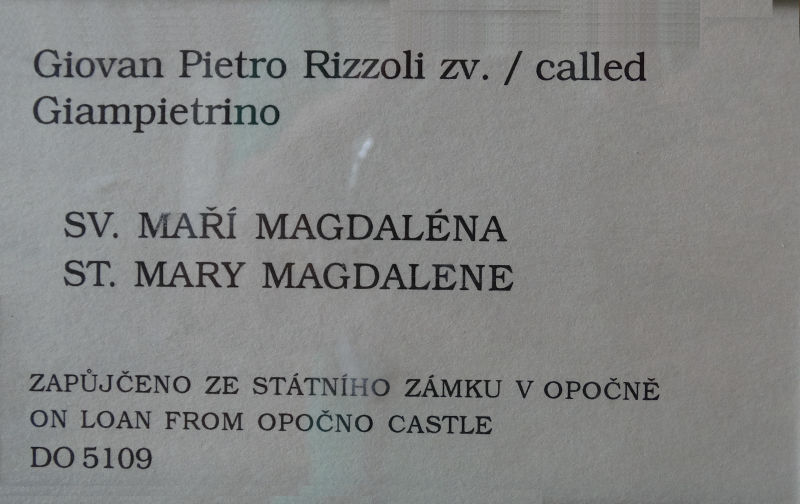 Giovan Pietro Rizzoli zv. / called
Giampietrino
SV. MAŘÍ MAGDALÉNA
ST. MARY MAGDALENE
ZAPŮJČENO ZE STÁTNÍHO ZÁMKU V OPOČNĚ
ON LOAN FROM OPOČNO CASTLE
DO 5109